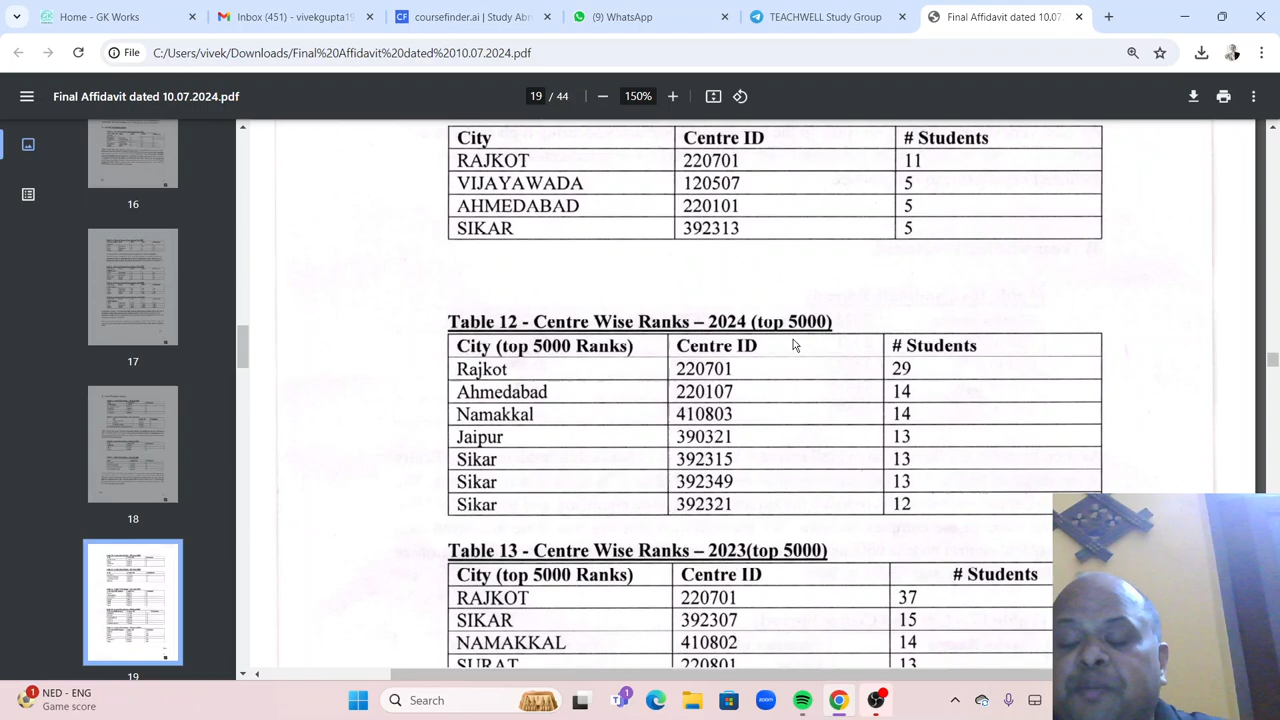 Home - GK Works
Inbox (451) - vivekgupta19
coursefinder.ai | Study Abr
(9) WhatsApp
TEACHWELL Study Group
Final Affidavit dated 10.07
File C:/Users/vivek/Downloads/Final%20Affidavit%20dated%2010.07.2024.pdf
Final Affidavit dated 10.07.2024.pdf
19 / 44
150%
16
17
18
19
City Centre ID # Students
RAJKOT 220701 11
VIJAYAWADA 120507 5
AHMEDABAD 220101 5
SIKAR 392313 5
Table 12 - Centre Wise Ranks – 2024 (top 5000)
City (top 5000 Ranks) Centre ID # Students
Rajkot 220701 29
Ahmedabad 220107 14
Namakkal 410803 14
Jaipur 390321 13
Sikar 392315 13
Sikar 392349 13
Sikar 392321 12
Table 13 - Centre Wise Ranks – 2023(top 5000)
City (top 5000 Ranks) Centre ID # Students
RAJKOT 220701 37
SIKAR 392307 15
NAMAKKAL 410802 14
SURAT 220801 13
1
NED - ENG
Game score
Search
1